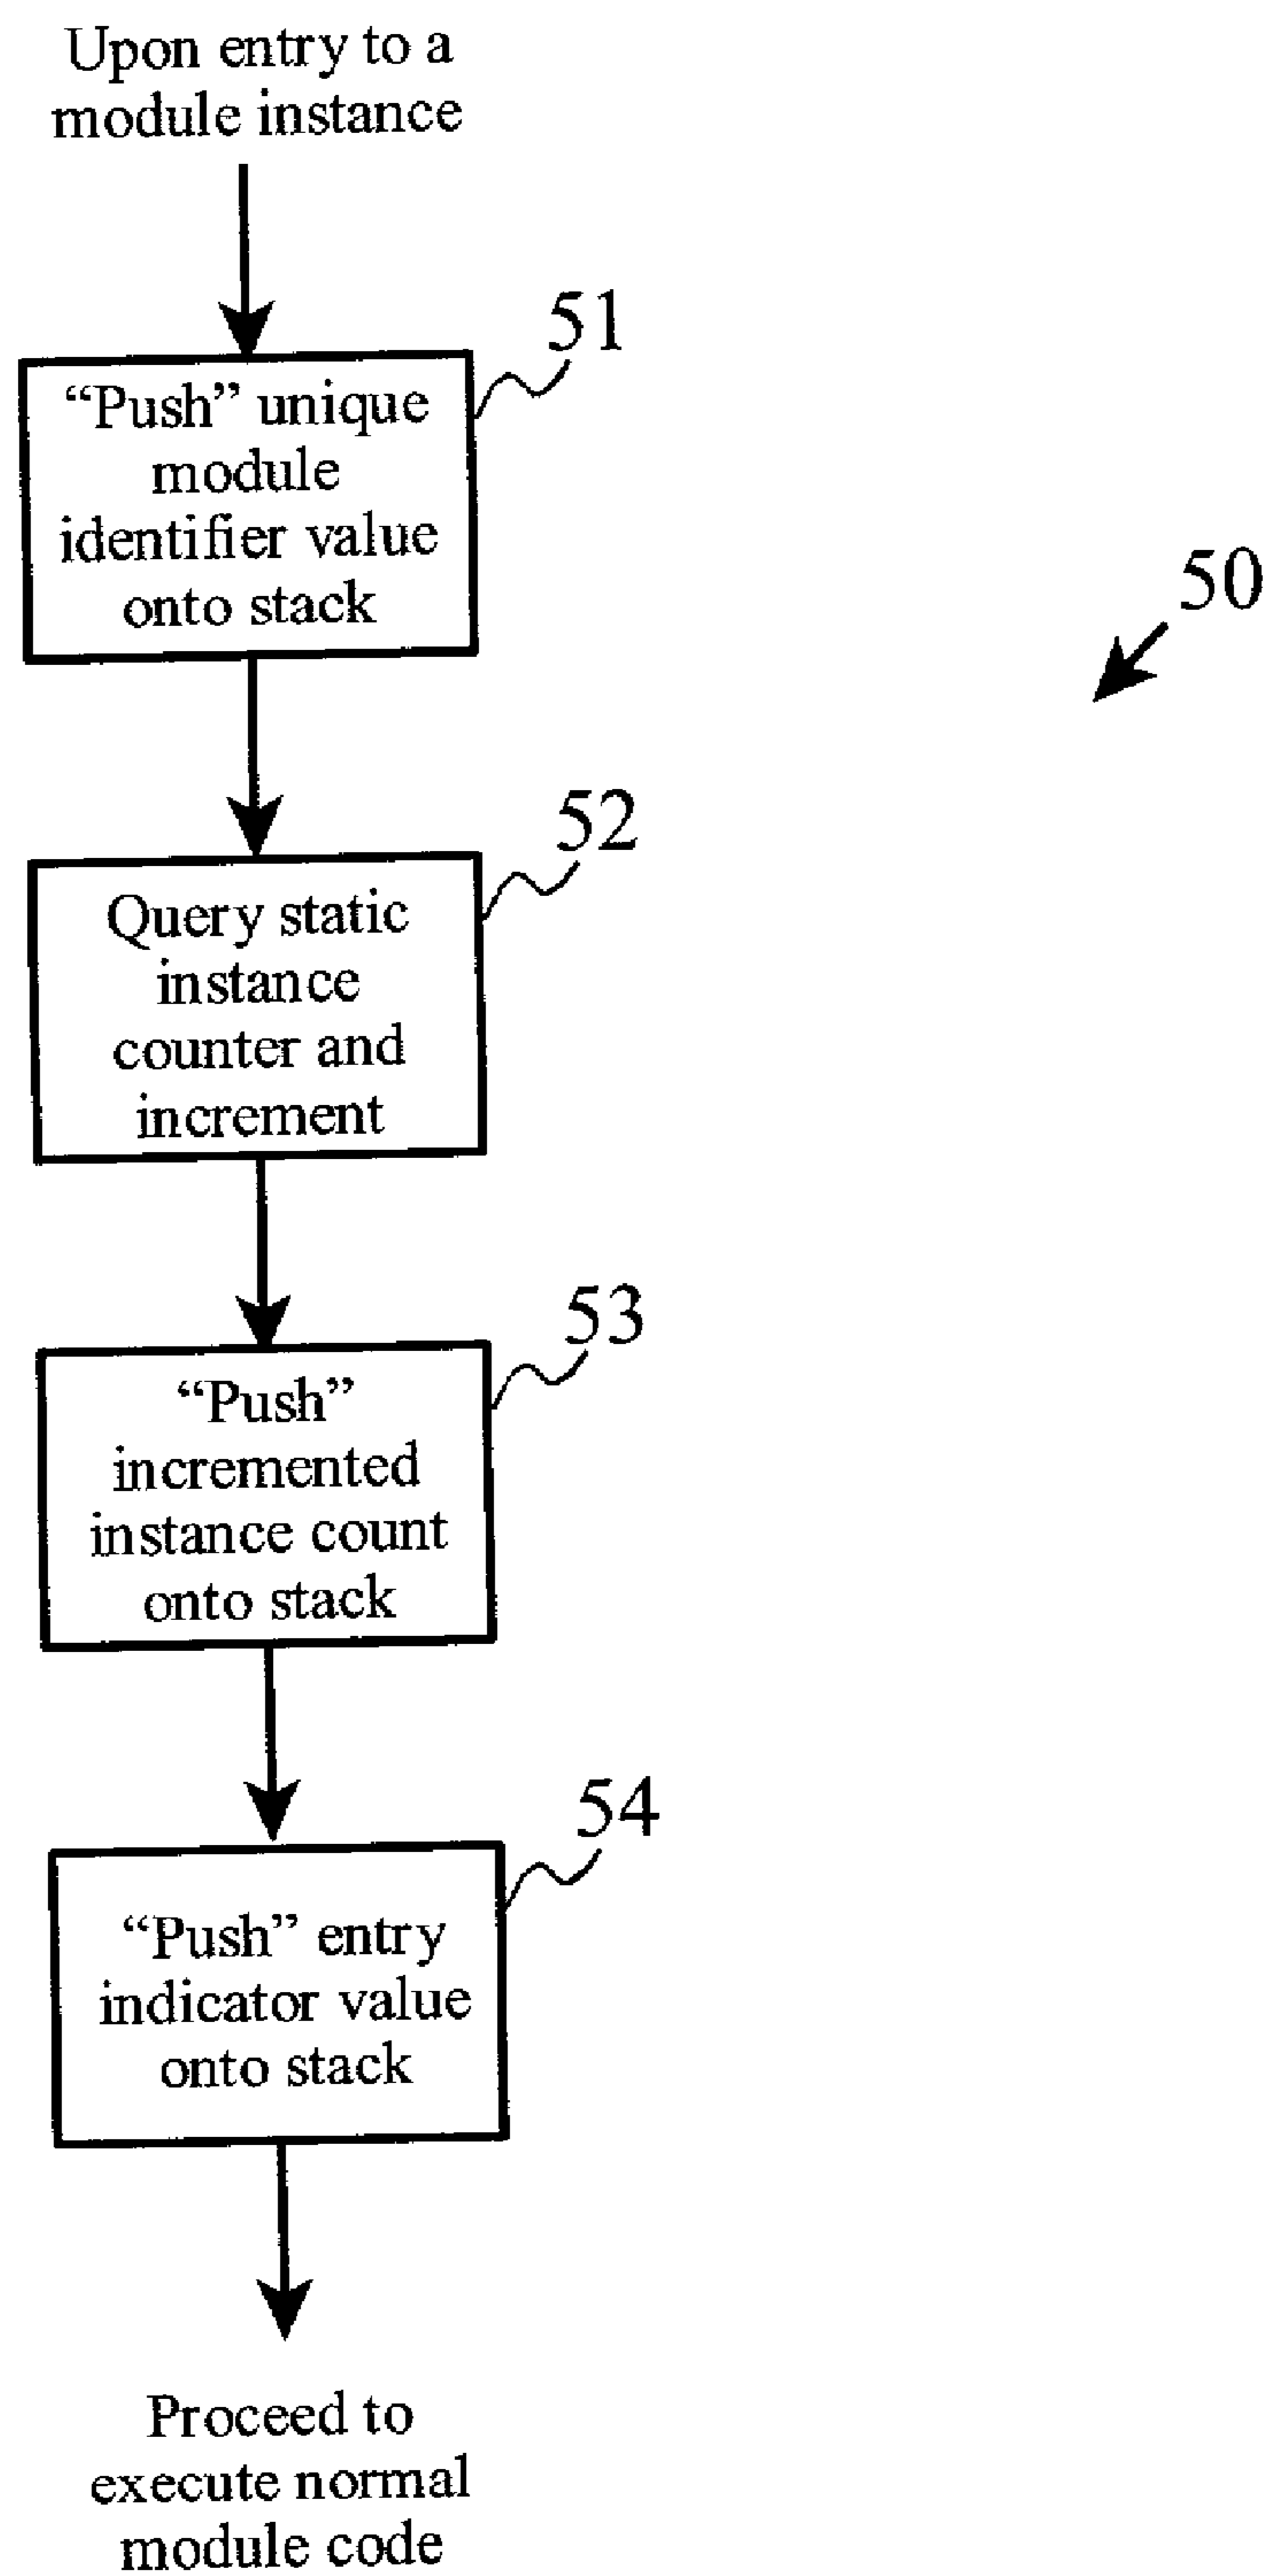 Upon entry to a
module instance
51
“Push” unique
module
identifier value
onto stack
50
52
Query static
instance
counter and
increment
53
“Push”
incremented
instance count
onto stack
54
“Push” entry
indicator value
onto stack
Proceed to
execute normal
module code